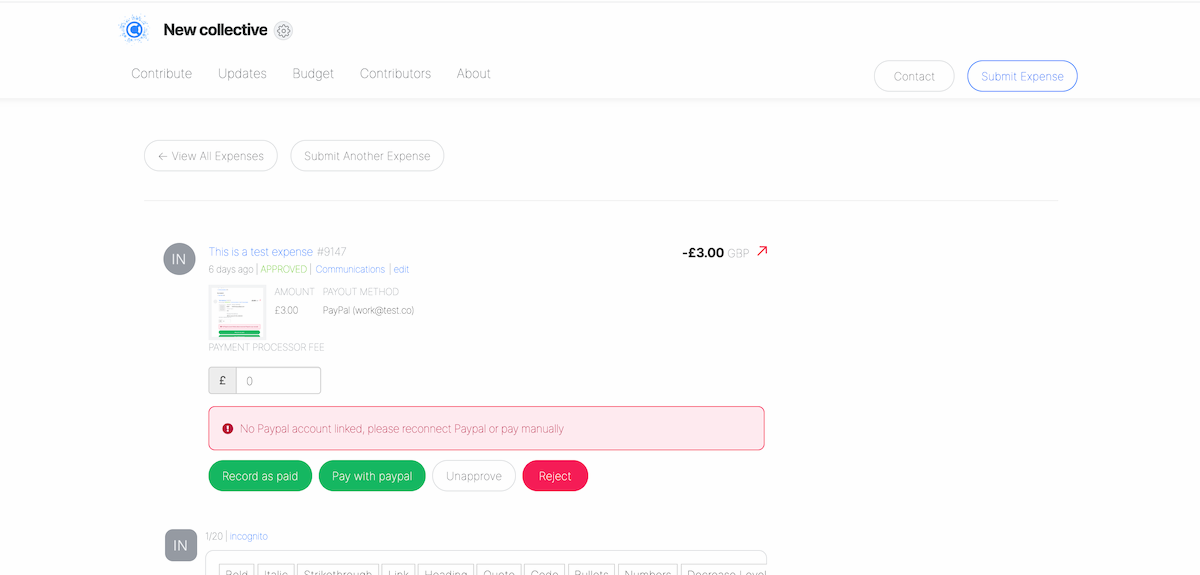 New collective
Contribute Updates Budget Contributors About
Contact Submit Expense
← View All Expenses Submit Another Expense
IN This is a test expense #9147 -£3.00 GBP
6 days ago | APPROVED | Communications | edit
AMOUNT PAYOUT METHOD
£3.00 PayPal (work@test.co)
PAYMENT PROCESSOR FEE
£ 0
No Paypal account linked, please reconnect Paypal or pay manually
Record as paid Pay with paypal Unapprove Reject
IN 1/20 | incognito
Bold Italic Strikethrough Link Heading Quote Code Bullets Numbers Decrease Level